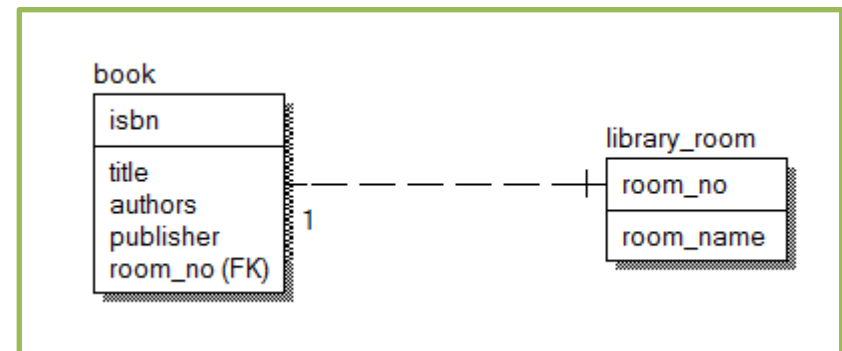 book
isbn
title
authors
publisher
room_no (FK)
1
library_room
room_no
room_name